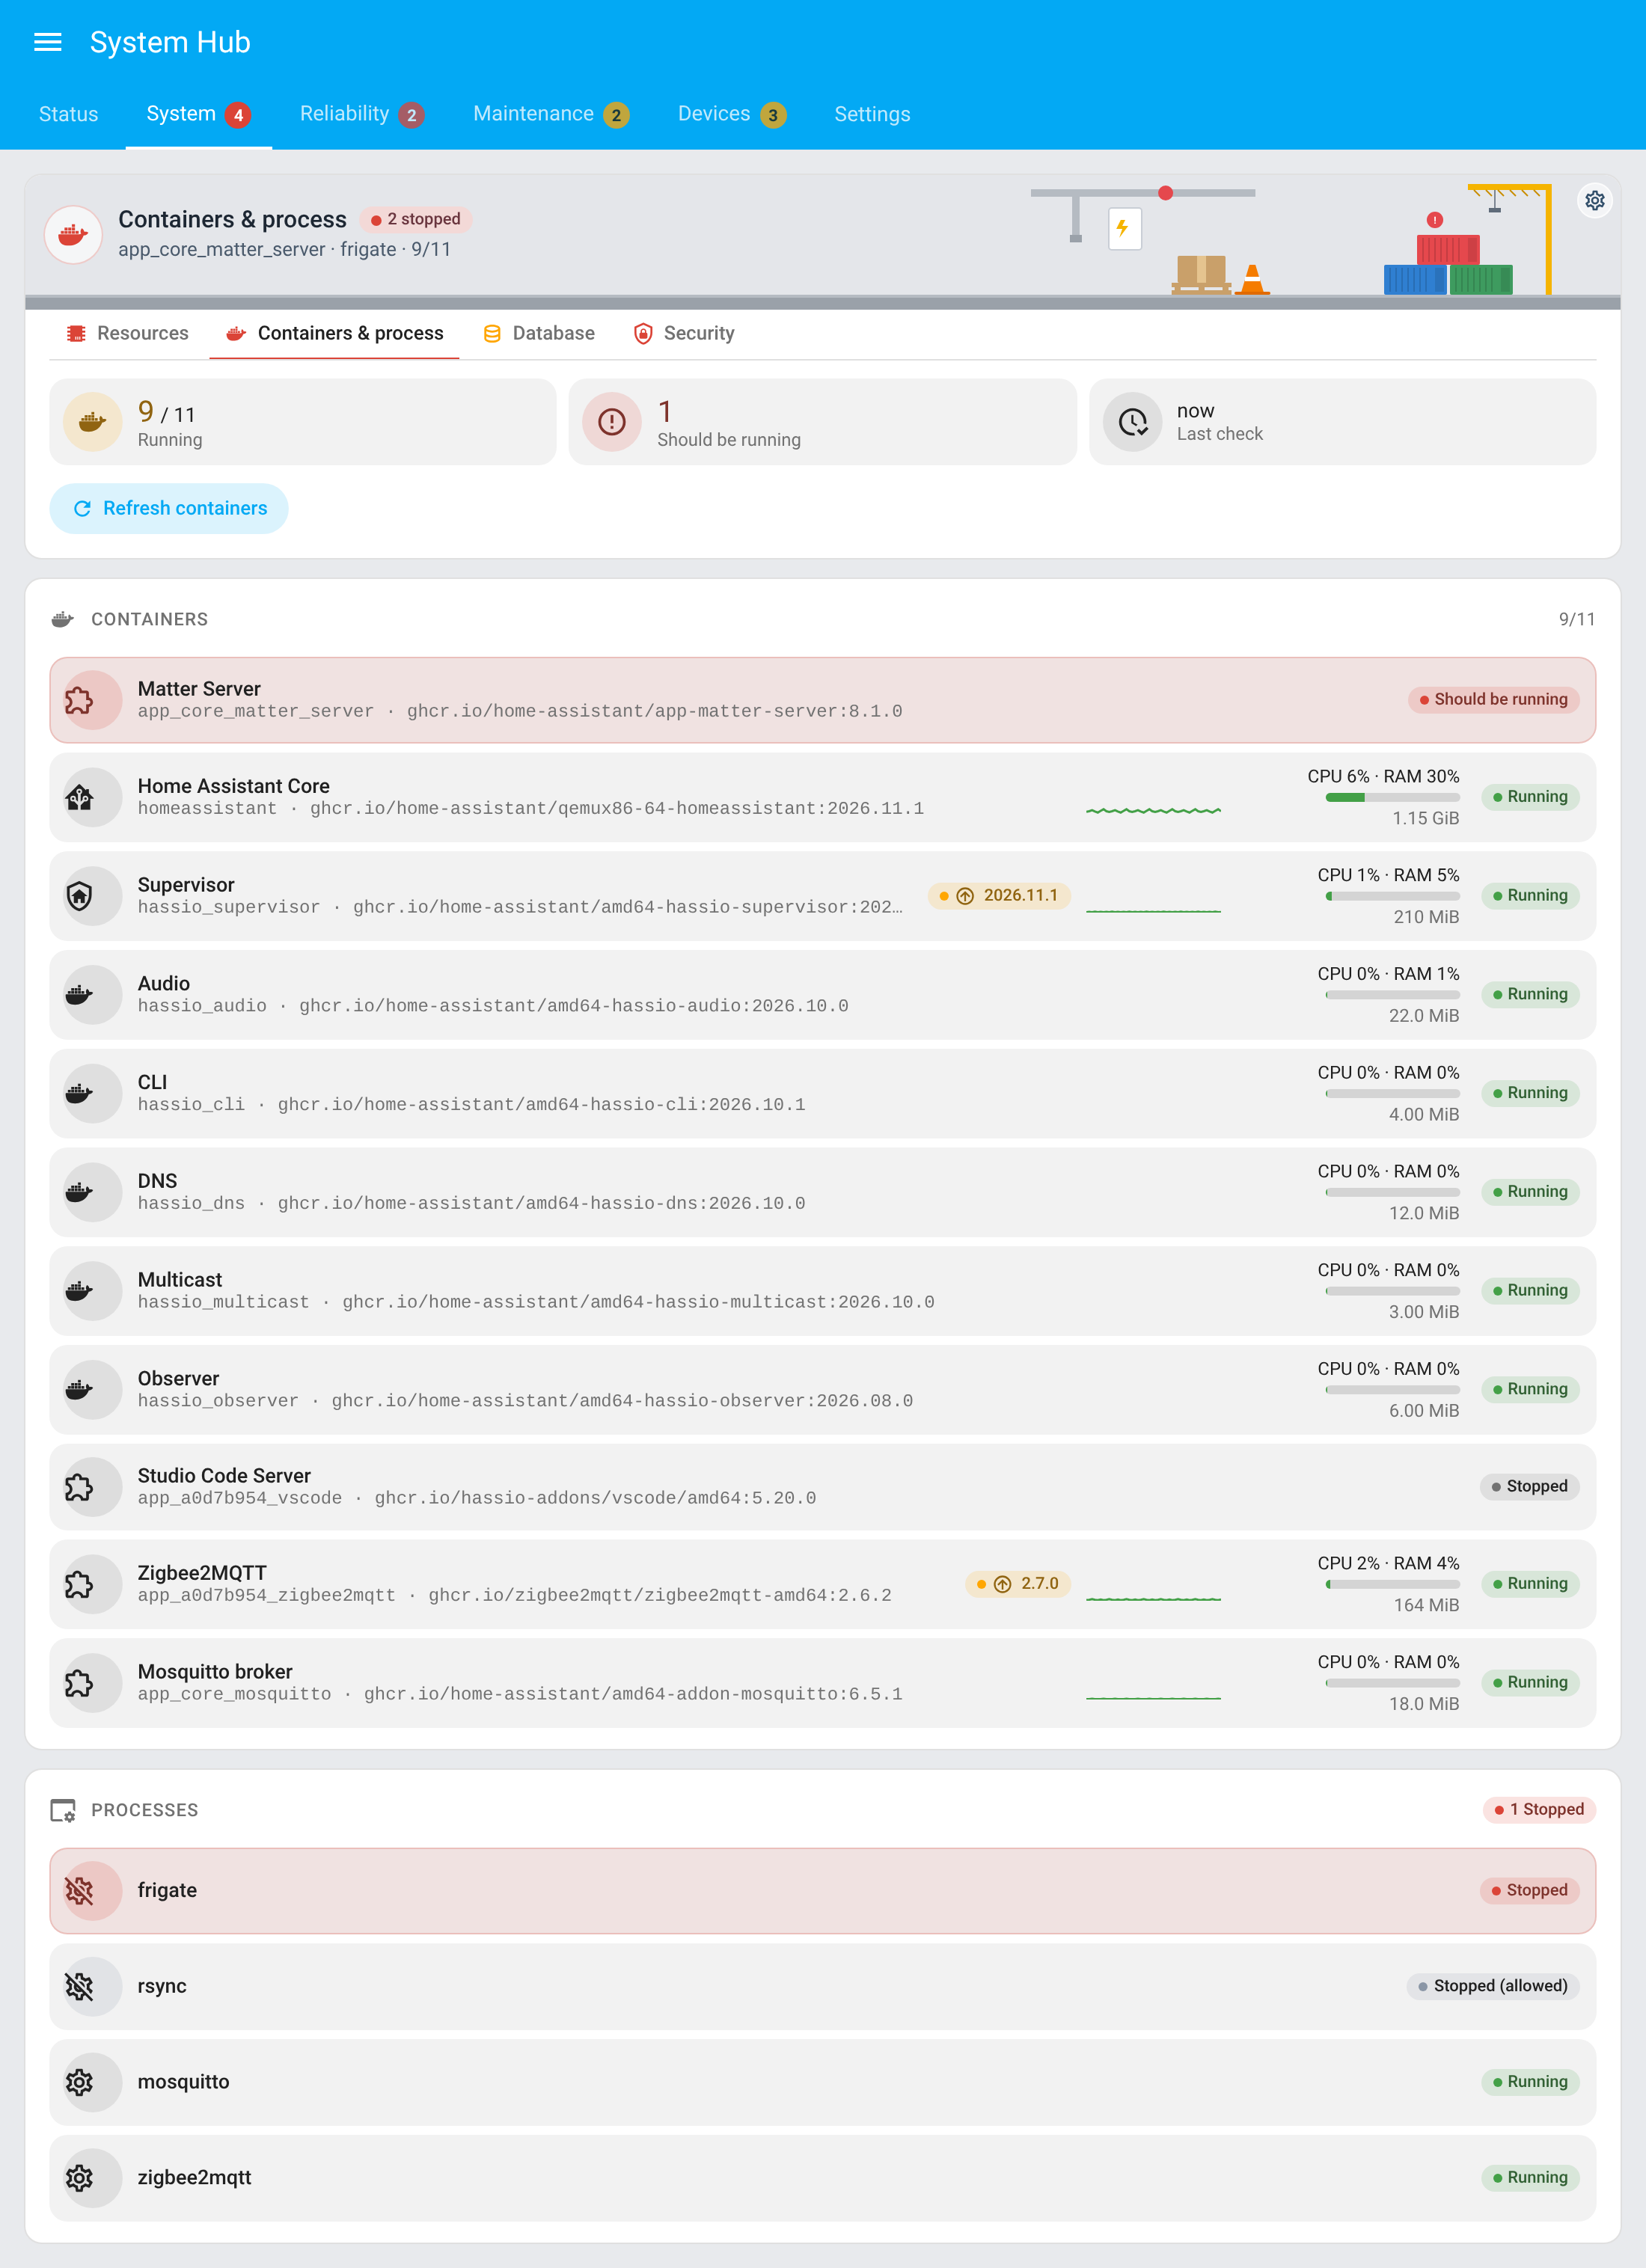 System Hub
Status System 4 Reliability 2 Maintenance 2 Devices 3 Settings
Containers & process 2 stopped
app_core_matter_server · frigate · 9/11
Resources Containers & process Database Security
9 / 11
Running
1
Should be running
now
Last check
Refresh containers
CONTAINERS 9/11
Matter Server
app_core_matter_server · ghcr.io/home-assistant/app-matter-server:8.1.0
Should be running
Home Assistant Core
homeassistant · ghcr.io/home-assistant/qemux86-64-homeassistant:2026.11.1
CPU 6% · RAM 30%
1.15 GiB
Running
Supervisor
hassio_supervisor · ghcr.io/home-assistant/amd64-hassio-supervisor:202…
2026.11.1
CPU 1% · RAM 5%
210 MiB
Running
Audio
hassio_audio · ghcr.io/home-assistant/amd64-hassio-audio:2026.10.0
CPU 0% · RAM 1%
22.0 MiB
Running
CLI
hassio_cli · ghcr.io/home-assistant/amd64-hassio-cli:2026.10.1
CPU 0% · RAM 0%
4.00 MiB
Running
DNS
hassio_dns · ghcr.io/home-assistant/amd64-hassio-dns:2026.10.0
CPU 0% · RAM 0%
12.0 MiB
Running
Multicast
hassio_multicast · ghcr.io/home-assistant/amd64-hassio-multicast:2026.10.0
CPU 0% · RAM 0%
3.00 MiB
Running
Observer
hassio_observer · ghcr.io/home-assistant/amd64-hassio-observer:2026.08.0
CPU 0% · RAM 0%
6.00 MiB
Running
Studio Code Server
app_a0d7b954_vscode · ghcr.io/hassio-addons/vscode/amd64:5.20.0
Stopped
Zigbee2MQTT
app_a0d7b954_zigbee2mqtt · ghcr.io/zigbee2mqtt/zigbee2mqtt-amd64:2.6.2
2.7.0
CPU 2% · RAM 4%
164 MiB
Running
Mosquitto broker
app_core_mosquitto · ghcr.io/home-assistant/amd64-addon-mosquitto:6.5.1
CPU 0% · RAM 0%
18.0 MiB
Running
PROCESSES 1 Stopped
frigate Stopped
rsync Stopped (allowed)
mosquitto Running
zigbee2mqtt Running